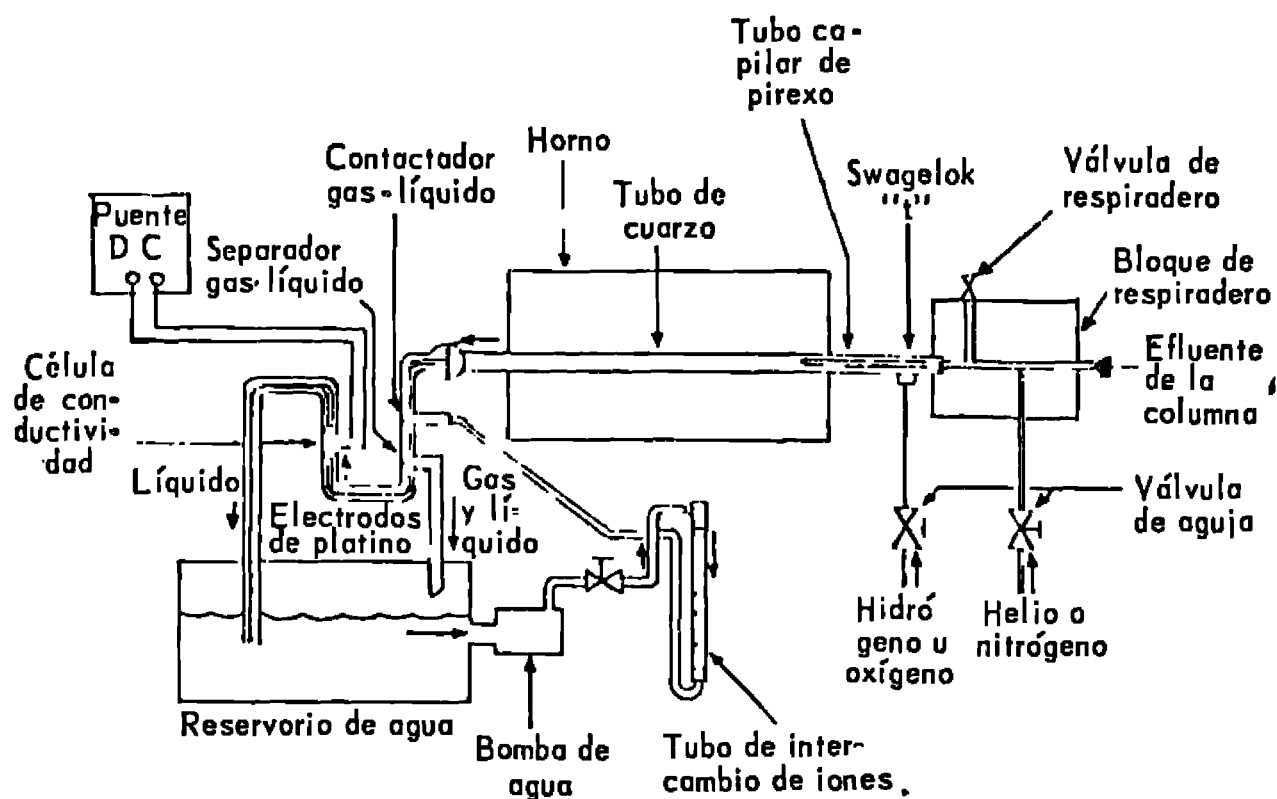 Tubo ca-
pilar de
pirexo
Horno
Contactador
gas-líquido
Tubo de
cuarzo
Swagelok
"t"
Válvula de
respiradero
Puente
D C
Separador
gas-líquido
Bloque de
respiradero
Célula
de con-
ductivi-
dad
Efluente
de la
columna
Líquido
Electrodos
de platino
Gas
y lí-
quido
Válvula
de aguja
Hidró
geno u
oxígeno
Helio o
nitrógeno
Reservorio de agua
Bomba de
agua
Tubo de inter-
cambio de iones.